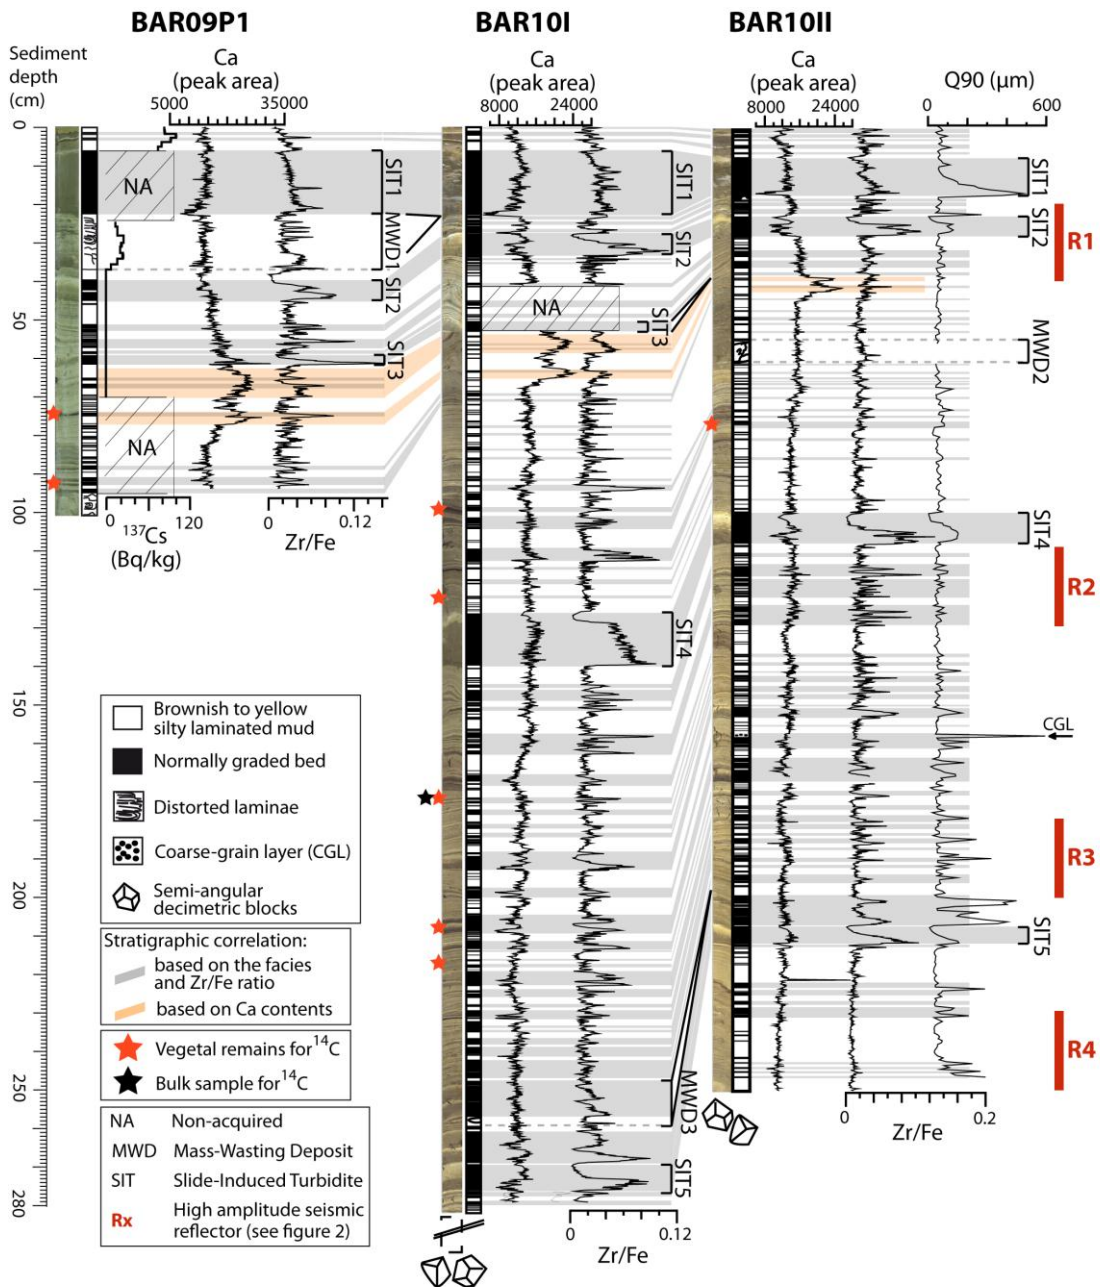 BAR09P1 BAR10I BAR10II
Sediment
depth
(cm)
Ca
(peak area)
5000 35000
Ca
(peak area)
8000 24000
Ca
(peak area)
8000 24000
Q90 (μm)
0 600
0
50
100
150
200
250
280
NA
NA
SIT1
MWD1
SIT2
SIT3
0 120
137Cs
(Bq/kg)
0 0.12
Zr/Fe
NA
SIT1
SIT2
SIT3
SIT4
MWD3
SIT5
0 0.12
Zr/Fe
SIT1
SIT2
MWD2
SIT4
CGL
SIT5
0 0.2
Zr/Fe
R1
R2
R3
R4
Brownish to yellow
silty laminated mud
Normally graded bed
Distorted laminae
Coarse-grain layer (CGL)
Semi-angular
decimetric blocks
Stratigraphic correlation:
based on the facies
and Zr/Fe ratio
based on Ca contents
Vegetal remains for 14C
Bulk sample for 14C
NA Non-acquired
MWD Mass-Wasting Deposit
SIT Slide-Induced Turbidite
Rx High amplitude seismic
reflector (see figure 2)